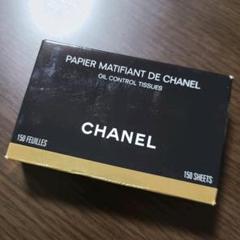 PAPIER MATIFIANT DE CHANEL
OIL CONTROL TISSUES
CHANEL
150 FEUILLES
150 SHEETS